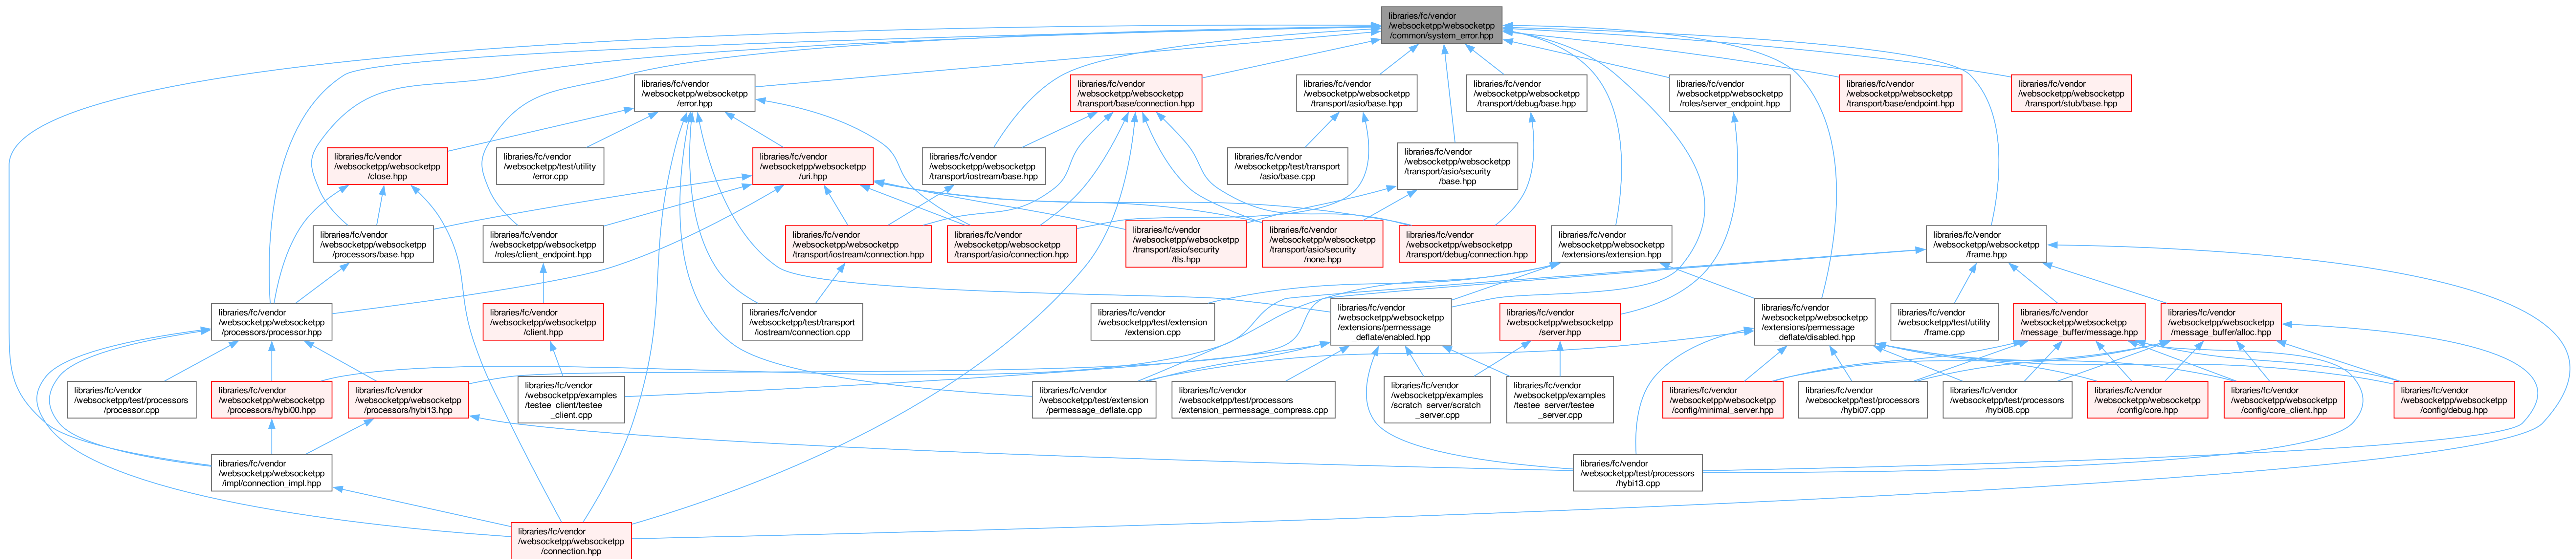 libraries/fc/vendor
/websocketpp/websocketpp
/common/system_error.hpp
libraries/fc/vendor
/websocketpp/websocketpp
/error.hpp
libraries/fc/vendor
/websocketpp/websocketpp
/transport/base/connection.hpp
libraries/fc/vendor
/websocketpp/websocketpp
/transport/asio/base.hpp
libraries/fc/vendor
/websocketpp/websocketpp
/transport/debug/base.hpp
libraries/fc/vendor
/websocketpp/websocketpp
/roles/server_endpoint.hpp
libraries/fc/vendor
/websocketpp/websocketpp
/transport/base/endpoint.hpp
libraries/fc/vendor
/websocketpp/websocketpp
/transport/stub/base.hpp
libraries/fc/vendor
/websocketpp/websocketpp
/close.hpp
libraries/fc/vendor
/websocketpp/test/utility
/error.cpp
libraries/fc/vendor
/websocketpp/websocketpp
/uri.hpp
libraries/fc/vendor
/websocketpp/websocketpp
/transport/iostream/base.hpp
libraries/fc/vendor
/websocketpp/test/transport
/asio/base.cpp
libraries/fc/vendor
/websocketpp/websocketpp
/transport/asio/security
/base.hpp
libraries/fc/vendor
/websocketpp/websocketpp
/processors/base.hpp
libraries/fc/vendor
/websocketpp/websocketpp
/roles/client_endpoint.hpp
libraries/fc/vendor
/websocketpp/websocketpp
/transport/iostream/connection.hpp
libraries/fc/vendor
/websocketpp/websocketpp
/transport/asio/connection.hpp
libraries/fc/vendor
/websocketpp/websocketpp
/transport/asio/security
/tls.hpp
libraries/fc/vendor
/websocketpp/websocketpp
/transport/asio/security
/none.hpp
libraries/fc/vendor
/websocketpp/websocketpp
/transport/debug/connection.hpp
libraries/fc/vendor
/websocketpp/websocketpp
/extensions/extension.hpp
libraries/fc/vendor
/websocketpp/websocketpp
/frame.hpp
libraries/fc/vendor
/websocketpp/websocketpp
/processors/processor.hpp
libraries/fc/vendor
/websocketpp/websocketpp
/client.hpp
libraries/fc/vendor
/websocketpp/test/transport
/iostream/connection.cpp
libraries/fc/vendor
/websocketpp/test/extension
/extension.cpp
libraries/fc/vendor
/websocketpp/websocketpp
/extensions/permessage
_deflate/enabled.hpp
libraries/fc/vendor
/websocketpp/websocketpp
/server.hpp
libraries/fc/vendor
/websocketpp/websocketpp
/extensions/permessage
_deflate/disabled.hpp
libraries/fc/vendor
/websocketpp/test/utility
/frame.cpp
libraries/fc/vendor
/websocketpp/websocketpp
/message_buffer/message.hpp
libraries/fc/vendor
/websocketpp/websocketpp
/message_buffer/alloc.hpp
libraries/fc/vendor
/websocketpp/test/processors
/processor.cpp
libraries/fc/vendor
/websocketpp/websocketpp
/processors/hybi00.hpp
libraries/fc/vendor
/websocketpp/websocketpp
/processors/hybi13.hpp
libraries/fc/vendor
/websocketpp/examples
/testee_client/testee
_client.cpp
libraries/fc/vendor
/websocketpp/test/extension
/permessage_deflate.cpp
libraries/fc/vendor
/websocketpp/test/processors
/extension_permessage_compress.cpp
libraries/fc/vendor
/websocketpp/examples
/scratch_server/scratch
_server.cpp
libraries/fc/vendor
/websocketpp/examples
/testee_server/testee
_server.cpp
libraries/fc/vendor
/websocketpp/websocketpp
/config/minimal_server.hpp
libraries/fc/vendor
/websocketpp/test/processors
/hybi07.cpp
libraries/fc/vendor
/websocketpp/test/processors
/hybi08.cpp
libraries/fc/vendor
/websocketpp/websocketpp
/config/core.hpp
libraries/fc/vendor
/websocketpp/websocketpp
/config/core_client.hpp
libraries/fc/vendor
/websocketpp/websocketpp
/config/debug.hpp
libraries/fc/vendor
/websocketpp/websocketpp
/impl/connection_impl.hpp
libraries/fc/vendor
/websocketpp/test/processors
/hybi13.cpp
libraries/fc/vendor
/websocketpp/websocketpp
/connection.hpp